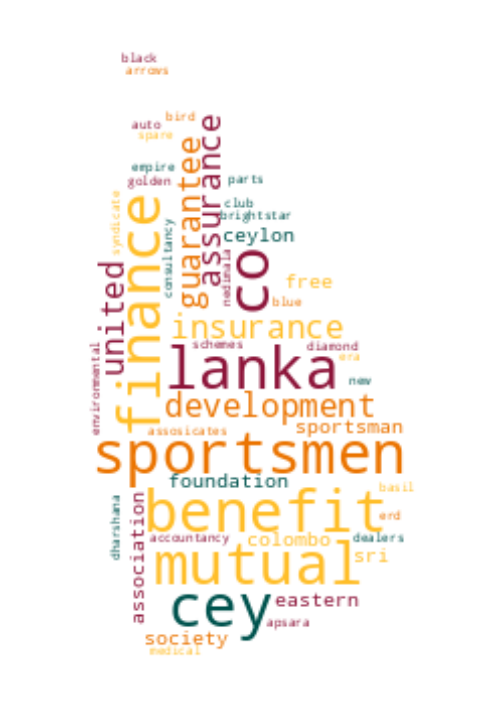 black
arrows
bird
auto
spare
assurance
guarantee
empire
golden
parts
syndicate
finance
club
brightstar
consultancy
ceylon
nedimala
co
united
free
blue
insurance
schemes
diamond
era
environmental
lanka
new
development
sportsman
assosicates
sportsmen
foundation
basil
benefit
erd
dharshana
association
accountancy
colombo
dealers
mutual
sri
cey
eastern
apsara
society
medical